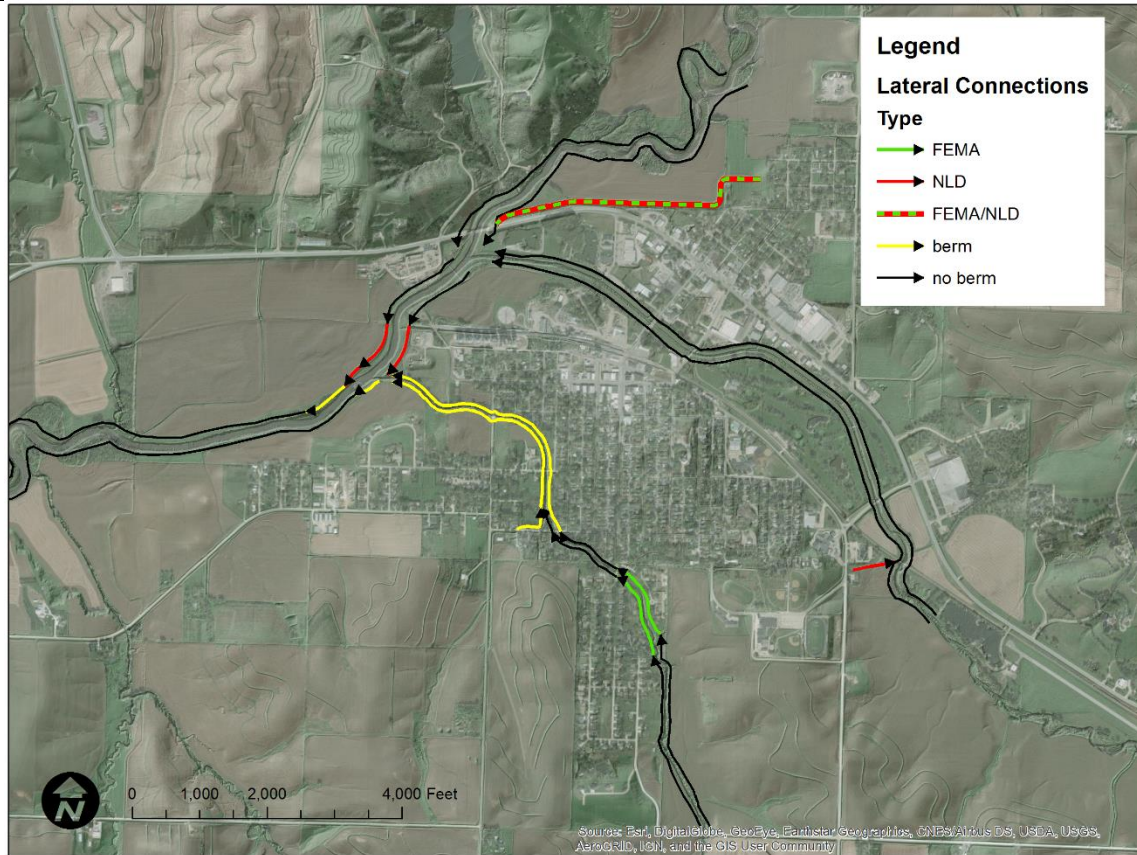 Legend
Lateral Connections
Type
FEMA
NLD
FEMA/NLD
berm
no berm
N
0 1,000 2,000 4,000 Feet
Source: Esri, DigitalGlobe, GeoEye, Earthstar Geographics, CNES/Airbus DS, USDA, USGS,
AeroGRID, IGN, and the GIS User Community